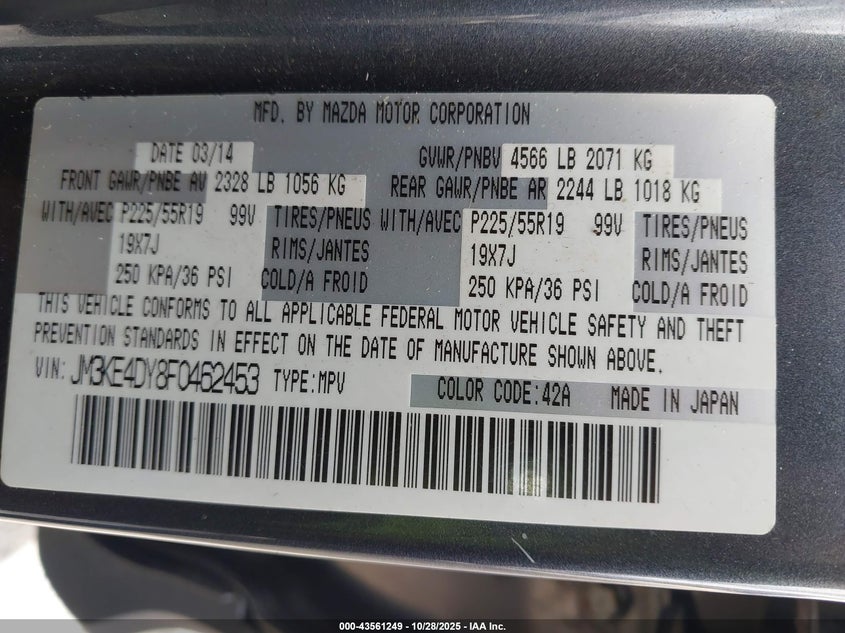 MFD. BY MAZDA MOTOR CORPORATION
DATE 03/14 GVWR/PNBV 4566 LB 2071 KG
FRONT GAWR/PNBE AV 2328 LB 1056 KG REAR GAWR/PNBE AR 2244 LB 1018 KG
WITH/AVEC P225/55R19 99V TIRES/PNEUS WITH/AVEC P225/55R19 99V TIRES/PNEUS
19X7J RIMS/JANTES 19X7J RIMS/JANTES
250 KPA/36 PSI COLD/A FROID 250 KPA/36 PSI COLD/A FROID
THIS VEHICLE CONFORMS TO ALL APPLICABLE FEDERAL MOTOR VEHICLE SAFETY AND THEFT
PREVENTION STANDARDS IN EFFECT ON THE DATE OF MANUFACTURE SHOWN ABOVE.
VIN: JM3KE4DY8F0462453 TYPE:MPV COLOR CODE:42A MADE IN JAPAN
000-43561249 | 10/28/2025 | IAA Inc.